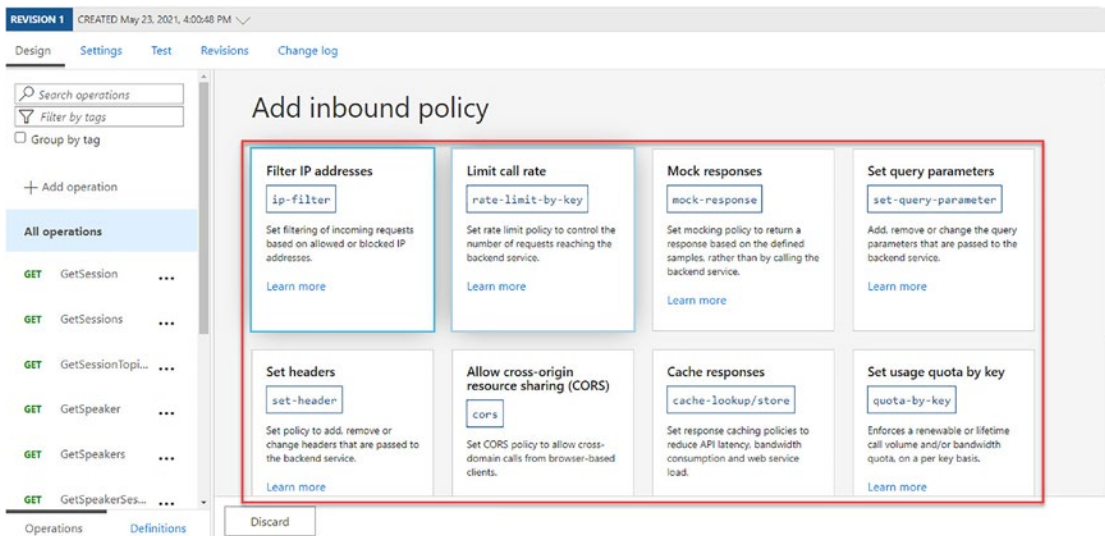 REVISION 1 CREATED May 23, 2021, 4:00:48 PM
Design Settings Test Revisions Change log
Search operations
Filter by tags
Group by tag
+ Add operation
All operations
GET GetSession ...
GET GetSessions ...
GET GetSessionTopi... ...
GET GetSpeaker ...
GET GetSpeakers ...
GET GetSpeakerSes... ...
Operations Definitions
Add inbound policy
Filter IP addresses
ip-filter
Set filtering of incoming requests
based on allowed or blocked IP
addresses.
Learn more
Limit call rate
rate-limit-by-key
Set rate limit policy to control the
number of requests reaching the
backend service.
Learn more
Mock responses
mock-response
Set mocking policy to return a
response based on the defined
samples, rather than by calling the
backend service.
Learn more
Set query parameters
set-query-parameter
Add, remove or change the query
parameters that are passed to the
backend service.
Learn more
Set headers
set-header
Set policy to add, remove or
change headers that are passed to
the backend service.
Learn more
Allow cross-origin
resource sharing (CORS)
cors
Set CORS policy to allow cross-
domain calls from browser-based
clients.
Cache responses
cache-lookup/store
Set response caching policies to
reduce API latency, bandwidth
consumption and web service
load.
Set usage quota by key
quota-by-key
Enforces a renewable or lifetime
call volume and/or bandwidth
quota, on a per key basis.
Learn more
Discard